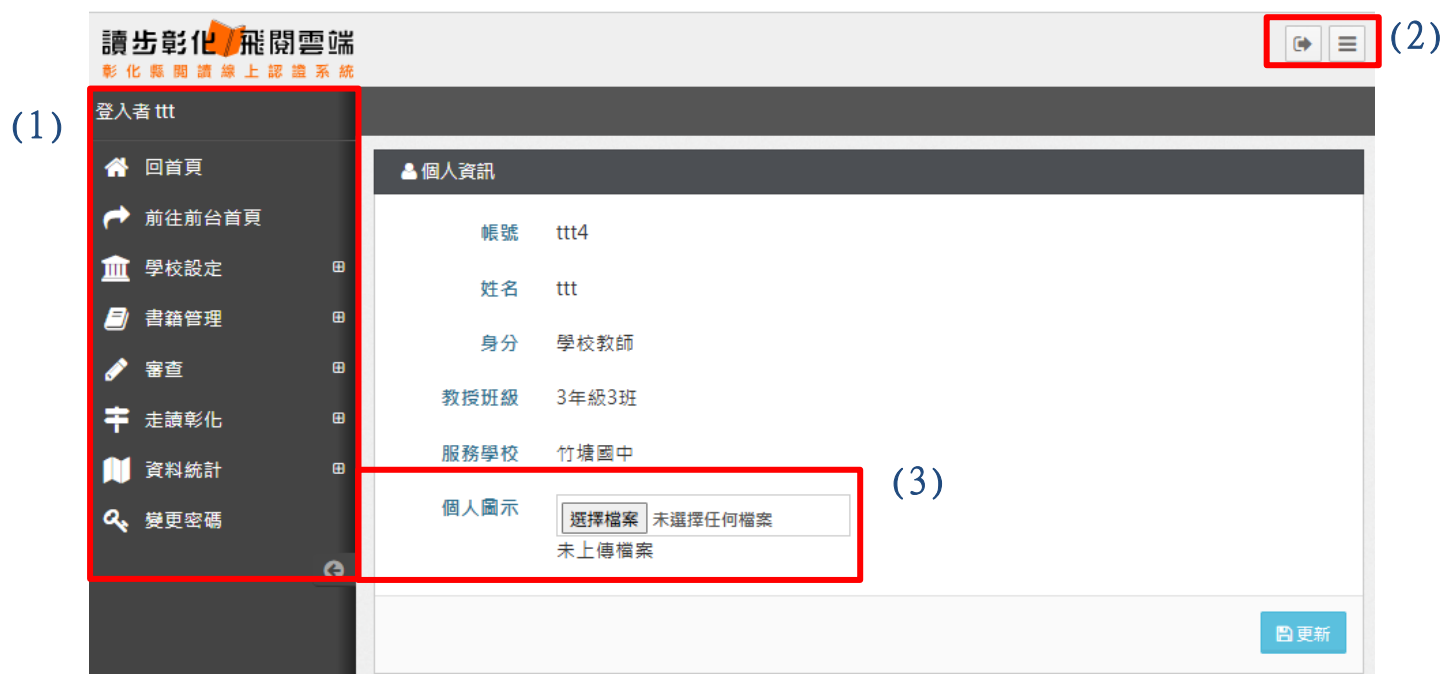 讀步彰化/飛閱雲端
彰化縣閱讀線上認證系統
(2)
(1)
登入者 ttt
回首頁
前往前台首頁
學校設定
書籍管理
審查
走讀彰化
資料統計
變更密碼
個人資訊
帳號 ttt4
姓名 ttt
身分 學校教師
教授班級 3年級3班
服務學校 竹塘國中
(3)
個人圖示 選擇檔案 未選擇任何檔案
未上傳檔案
更新